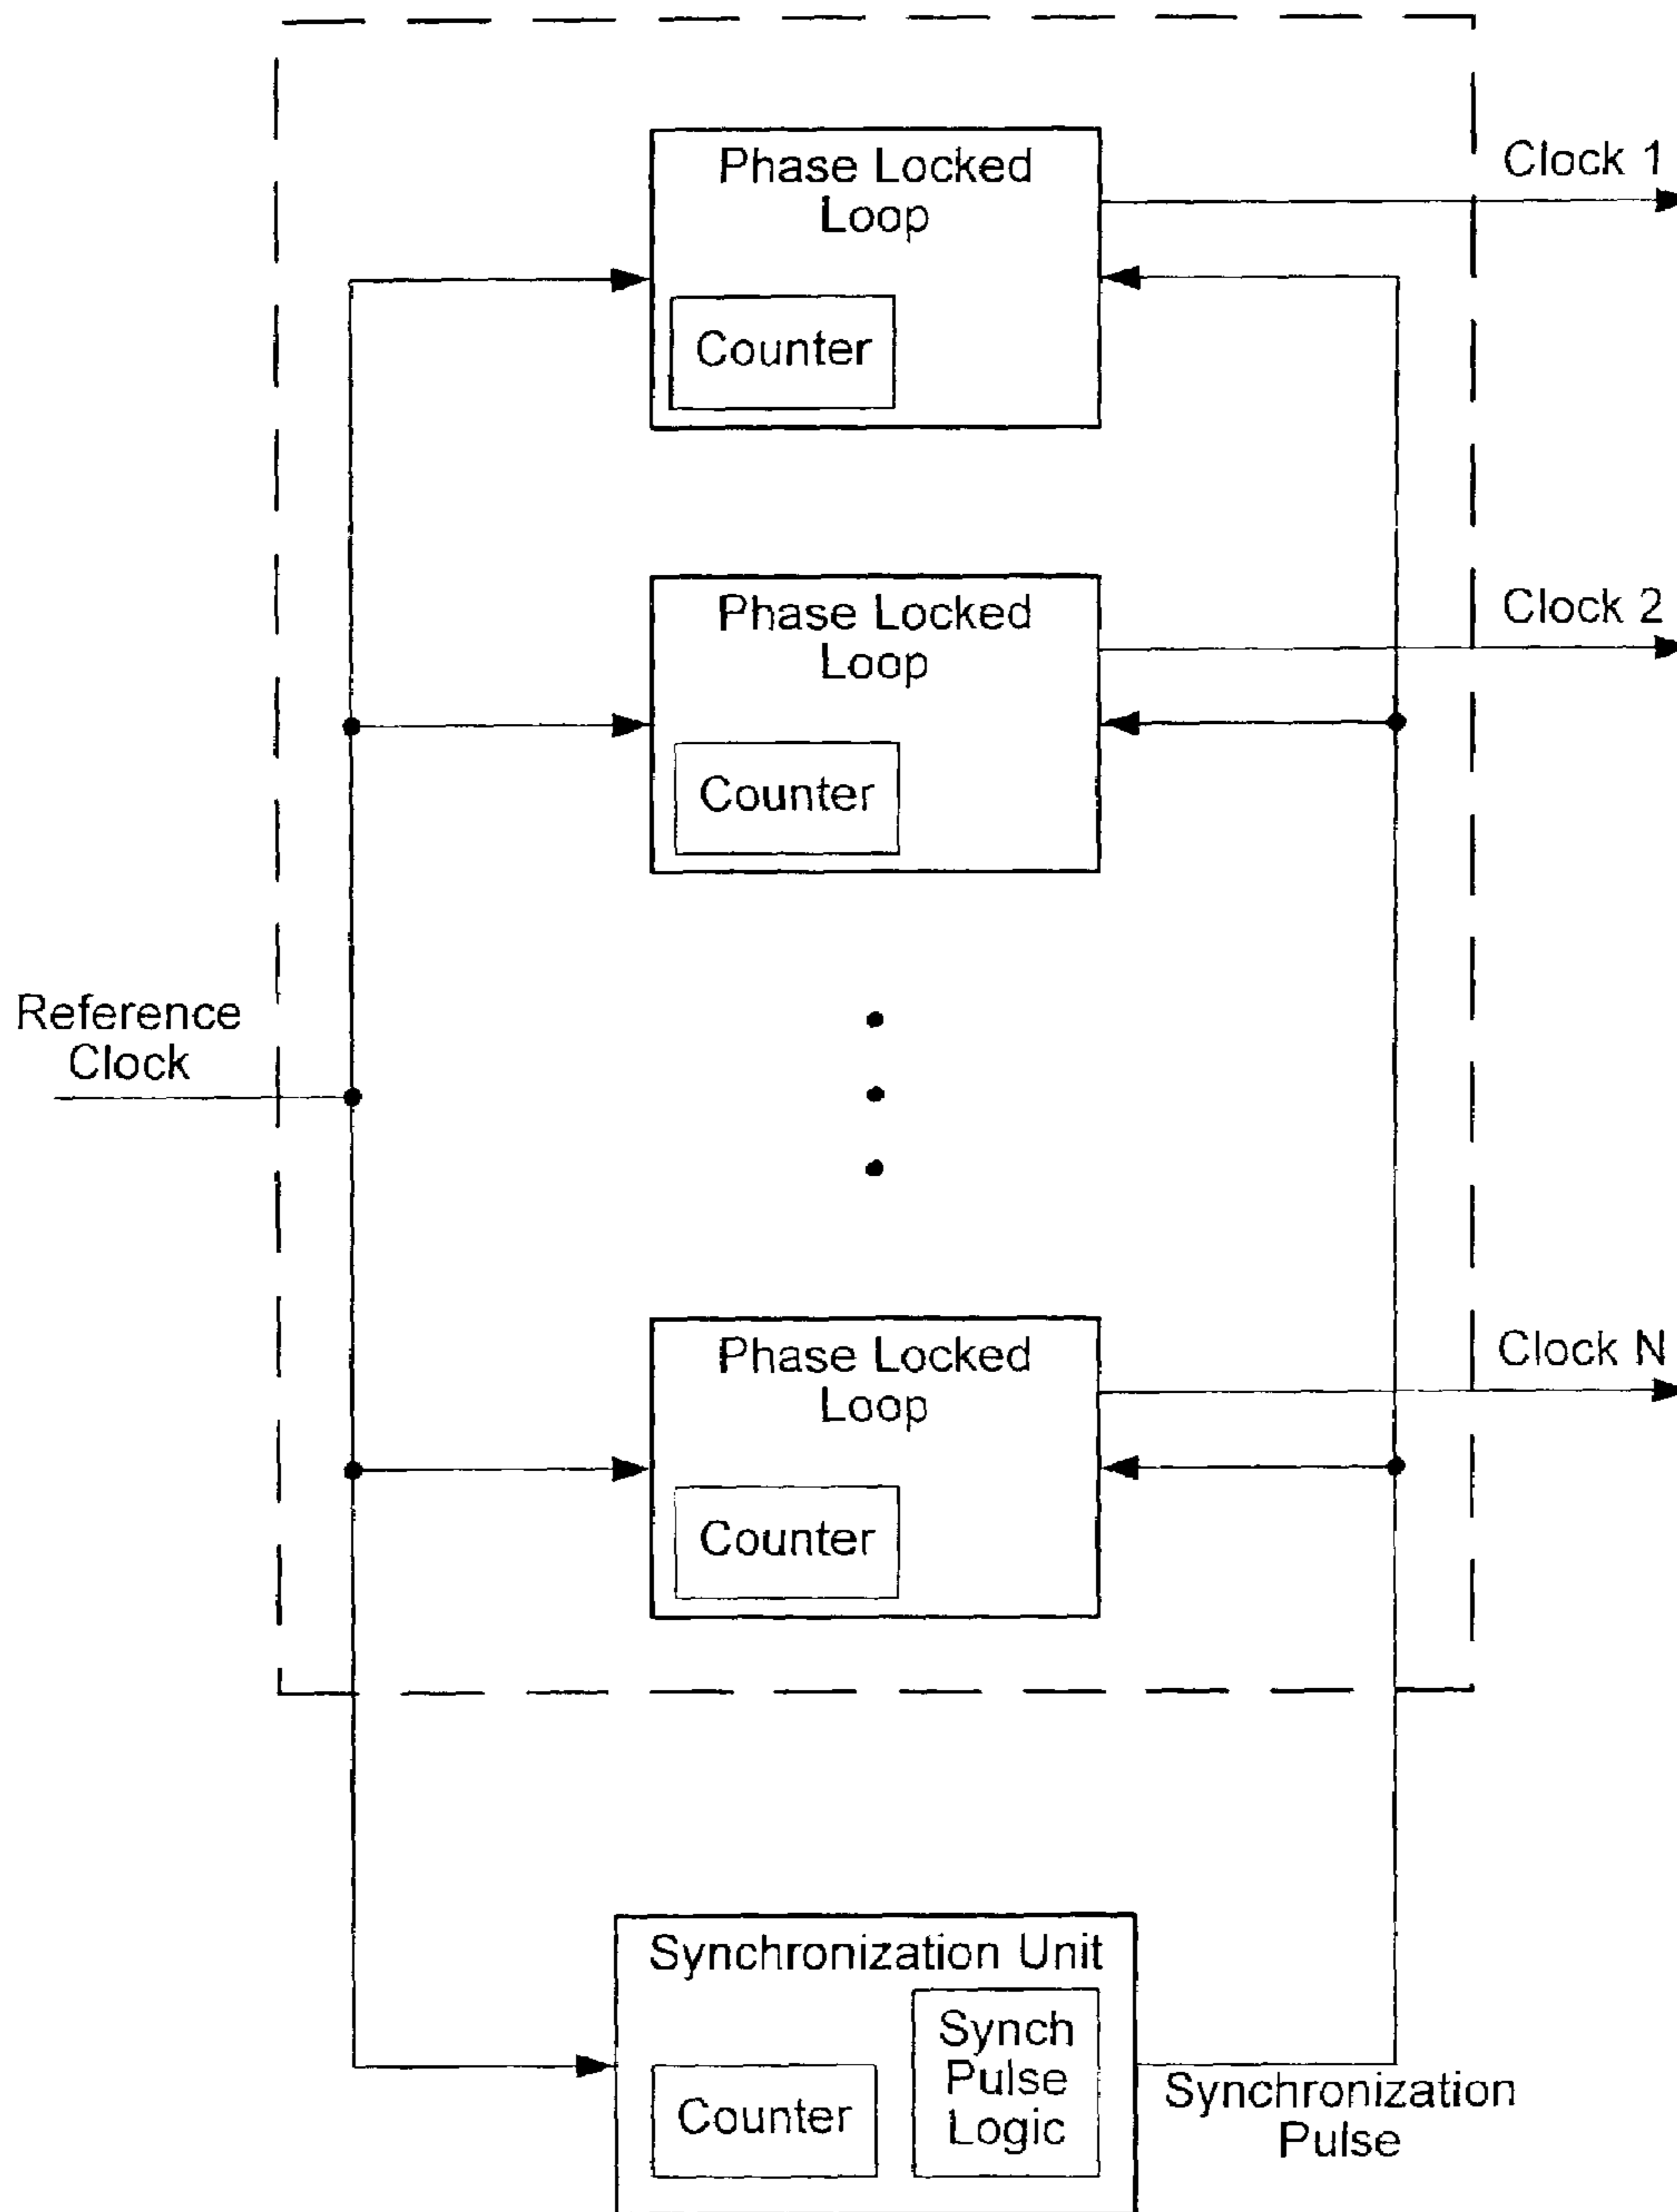 Phase Locked
Loop
Clock 1
Counter
Phase Locked
Loop
Clock 2
Counter
Reference
Clock
Phase Locked
Loop
Clock N
Counter
Synchronization Unit
Synch
Pulse
Logic
Counter
Synchronization
Pulse